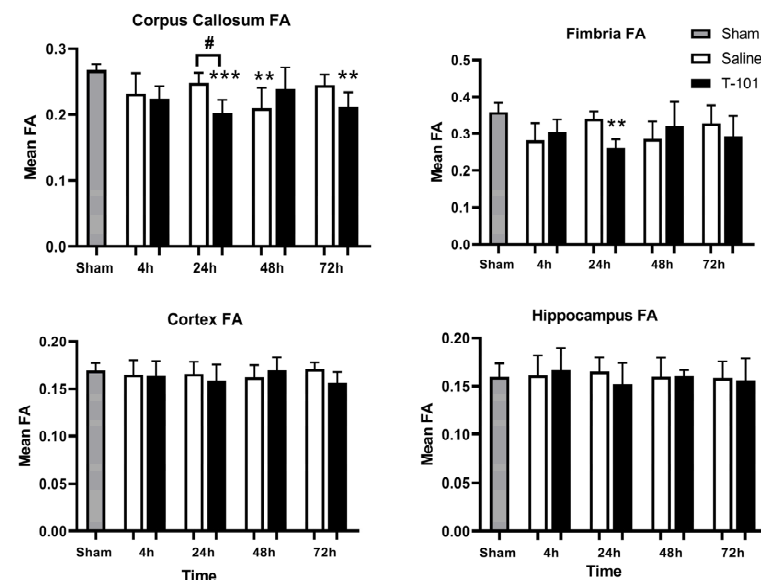 Corpus Callosum FA
#
*** ** **
0.3
0.2
0.1
0.0
Mean FA
Sham 4h 24h 48h 72h
Fimbria FA
Sham
Saline
T-101
**
0.5
0.4
0.3
0.2
0.1
0.0
Mean FA
Sham 4h 24h 48h 72h
Cortex FA
0.20
0.15
0.10
0.05
0.00
Mean FA
Sham 4h 24h 48h 72h
Time
Hippocampus FA
0.20
0.15
0.10
0.05
0.00
Mean FA
Sham 4h 24h 48h 72h
Time